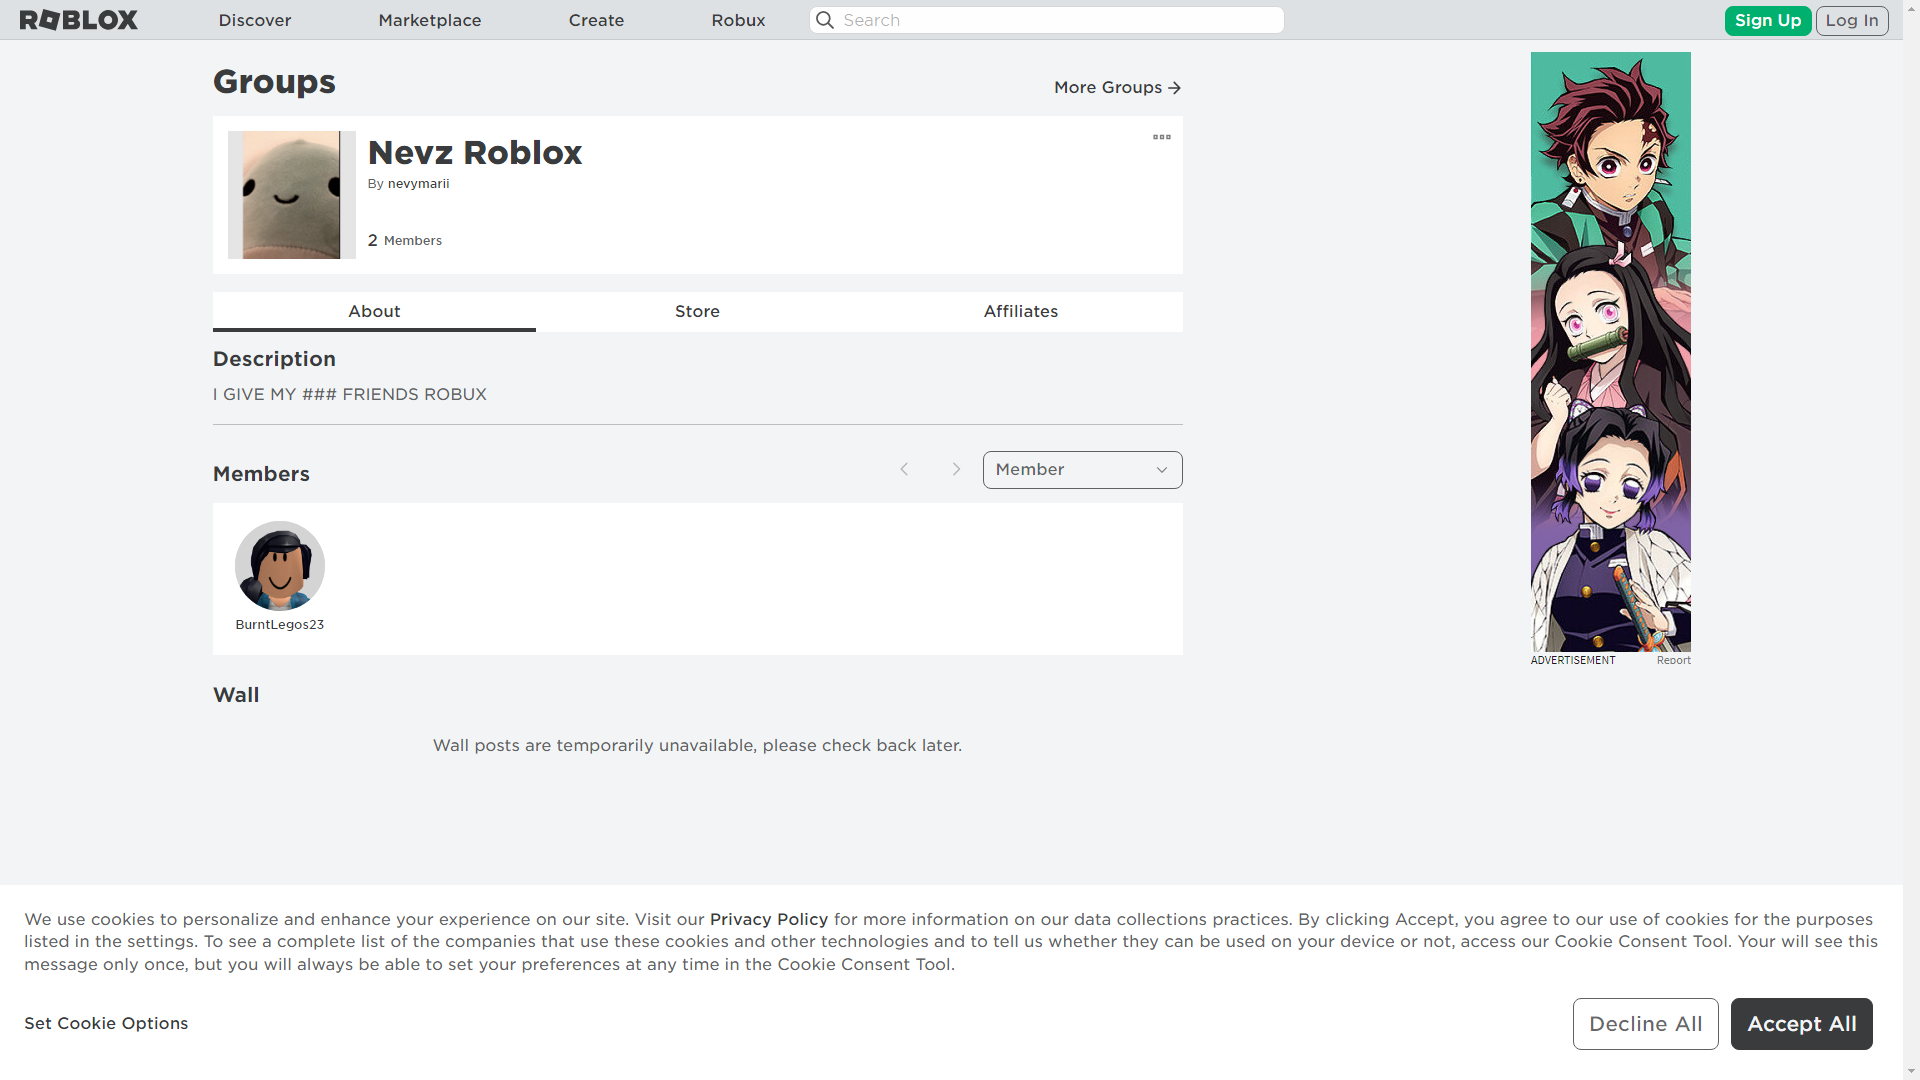 ROBLOX
Discover
Marketplace
Create
Robux
Search
Sign Up
Log In
Groups
More Groups
Nevz Roblox
By nevymarii
2 Members
About
Store
Affiliates
Description
I GIVE MY ### FRIENDS ROBUX
Members
Member
BurntLegos23
ADVERTISEMENT
Report
Wall
Wall posts are temporarily unavailable, please check back later.
We use cookies to personalize and enhance your experience on our site. Visit our Privacy Policy for more information on our data collections practices. By clicking Accept, you agree to our use of cookies for the purposes
listed in the settings. To see a complete list of the companies that use these cookies and other technologies and to tell us whether they can be used on your device or not, access our Cookie Consent Tool. Your will see this
message only once, but you will always be able to set your preferences at any time in the Cookie Consent Tool.
Set Cookie Options
Decline All
Accept All